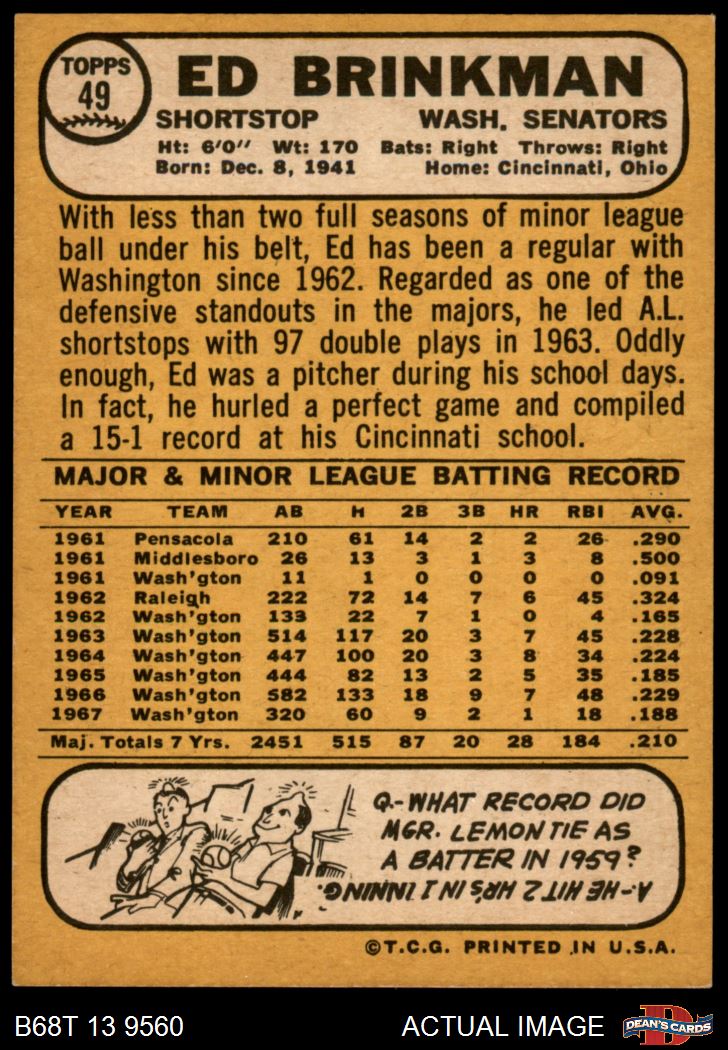 TOPPS
49
ED BRINKMAN
SHORTSTOP WASH. SENATORS
Ht: 6'0" Wt: 170 Bats: Right Throws: Right
Born: Dec. 8, 1941 Home: Cincinnati, Ohio
With less than two full seasons of minor league
ball under his belt, Ed has been a regular with
Washington since 1962. Regarded as one of the
defensive standouts in the majors, he led A.L.
shortstops with 97 double plays in 1963. Oddly
enough, Ed was a pitcher during his school days.
In fact, he hurled a perfect game and compiled
a 15-1 record at his Cincinnati school.
MAJOR & MINOR LEAGUE BATTING RECORD
YEAR TEAM AB H 2B 3B HR RBI AVG.
1961 Pensacola 210 61 14 2 2 26 .290
1961 Middlesboro 26 13 3 1 3 8 .500
1961 Wash'gton 11 1 0 0 0 0 .091
1962 Raleigh 222 72 14 7 6 45 .324
1962 Wash'gton 133 22 7 1 0 4 .165
1963 Wash'gton 514 117 20 3 7 45 .228
1964 Wash'gton 447 100 20 3 8 34 .224
1965 Wash'gton 444 82 13 2 5 35 .185
1966 Wash'gton 582 133 18 9 7 48 .229
1967 Wash'gton 320 60 9 2 1 18 .188
Maj. Totals 7 Yrs. 2451 515 87 20 28 184 .210
Q-WHAT RECORD DID
MGR. LEMON TIE AS
A BATTER IN 1959?
A-HE HIT 2 HR'S IN 1 INNING.
©T.C.G. PRINTED IN U.S.A.
B68T 13 9560 ACTUAL IMAGE
D
DEAN'S CARDS